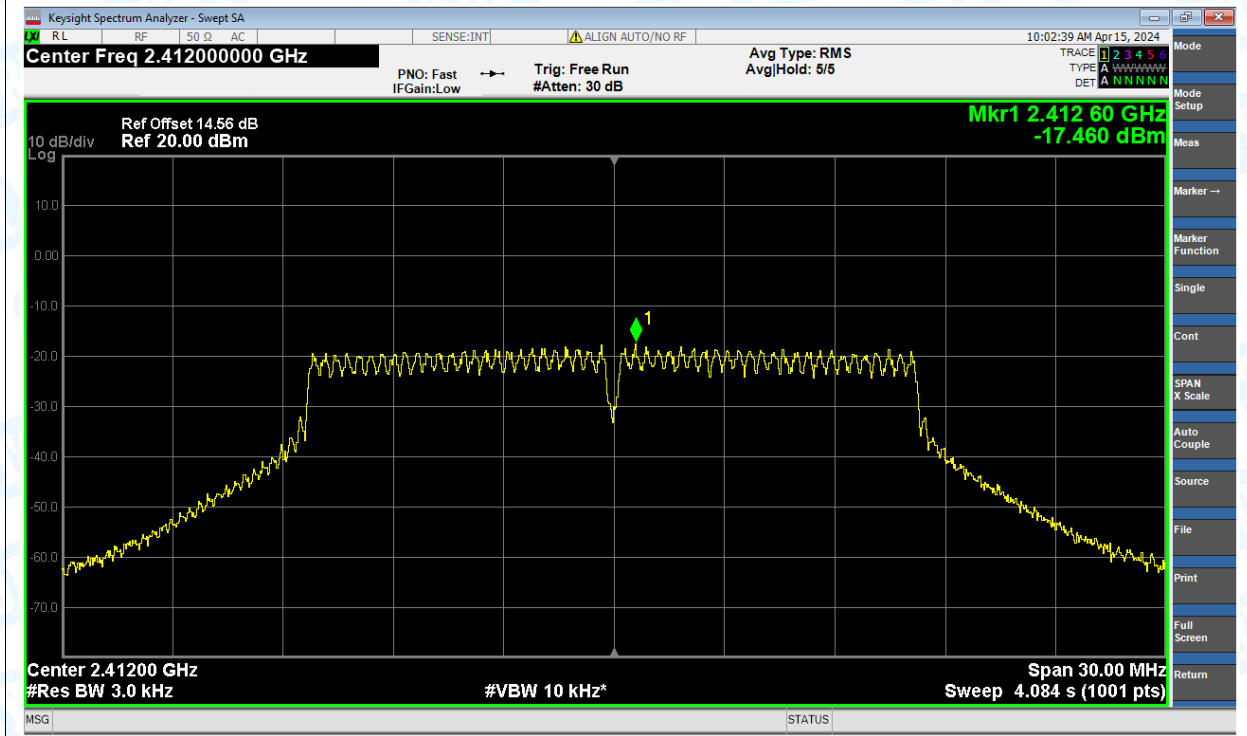 Keysight Spectrum Analyzer - Swept SA
LXI RL RF 50 Ω AC SENSE:INT ALIGN AUTO/NO RF 10:02:39 AM Apr 15, 2024
Center Freq 2.412000000 GHz
PNO: Fast
IFGain:Low
Trig: Free Run
#Atten: 30 dB
Avg Type: RMS
Avg|Hold: 5/5
TRACE 1 2 3 4 5 6
TYPE A WWWWW
DET A N N N N N
Mkr1 2.412 60 GHz
-17.460 dBm
Ref Offset 14.56 dB
10 dB/div Ref 20.00 dBm
Log
10.0
0.00
-10.0
-20.0
-30.0
-40.0
-50.0
-60.0
-70.0
1
Center 2.41200 GHz
Span 30.00 MHz
#Res BW 3.0 kHz
#VBW 10 kHz*
Sweep 4.084 s (1001 pts)
MSG
STATUS
Mode
Mode
Setup
Meas
Marker →
Marker
Function
Single
Cont
SPAN
X Scale
Auto
Couple
Source
File
Print
Full
Screen
Return